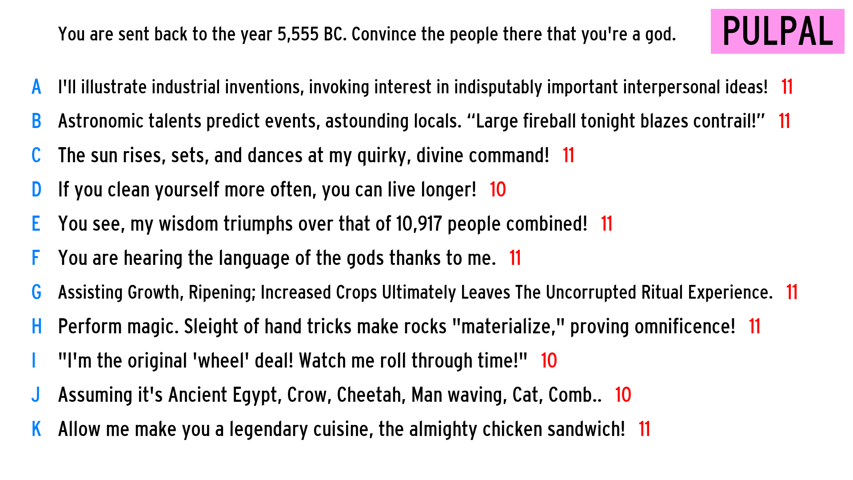 You are sent back to the year 5,555 BC. Convince the people there that you're a god.
PULPAL
A I'll illustrate industrial inventions, invoking interest in indisputably important interpersonal ideas! 11
B Astronomic talents predict events, astounding locals. “Large fireball tonight blazes contrail!” 11
C The sun rises, sets, and dances at my quirky, divine command! 11
D If you clean yourself more often, you can live longer! 10
E You see, my wisdom triumphs over that of 10,917 people combined! 11
F You are hearing the language of the gods thanks to me. 11
G Assisting Growth, Ripening; Increased Crops Ultimately Leaves The Uncorrupted Ritual Experience. 11
H Perform magic. Sleight of hand tricks make rocks "materialize," proving omnificence! 11
I "I'm the original 'wheel' deal! Watch me roll through time!" 10
J Assuming it's Ancient Egypt, Crow, Cheetah, Man waving, Cat, Comb.. 10
K Allow me make you a legendary cuisine, the almighty chicken sandwich! 11